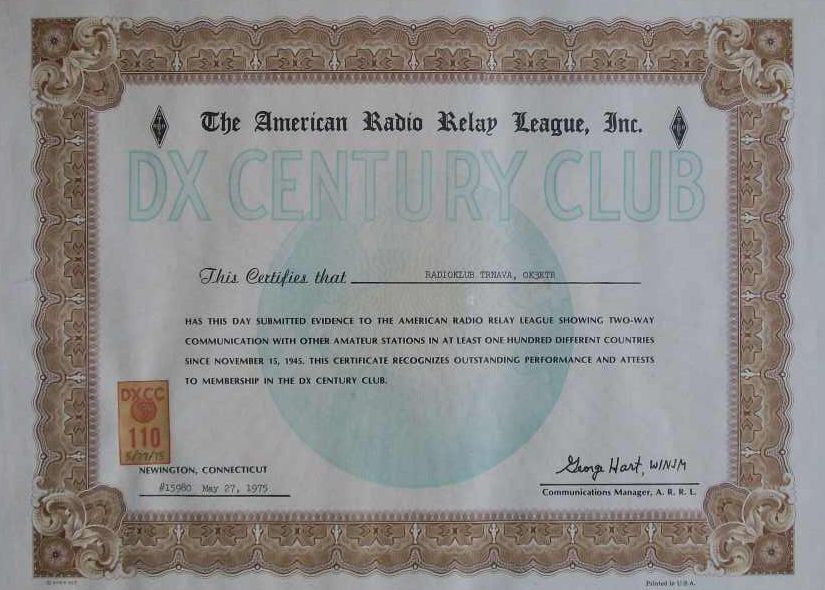 The American Radio Relay League, Inc.
DX CENTURY CLUB
This Certifies that RADIOKLUB TRNAVA, OK3KTR
HAS THIS DAY SUBMITTED EVIDENCE TO THE AMERICAN RADIO RELAY LEAGUE SHOWING TWO-WAY
COMMUNICATION WITH OTHER AMATEUR STATIONS IN AT LEAST ONE HUNDRED DIFFERENT COUNTRIES
SINCE NOVEMBER 15, 1945. THIS CERTIFICATE RECOGNIZES OUTSTANDING PERFORMANCE AND ATTESTS
TO MEMBERSHIP IN THE DX CENTURY CLUB.
DXCC
110
5/27/75
NEWINGTON, CONNECTICUT
#15980 May 27, 1975
George Hart, W1NJM
Communications Manager, A. R. R. L.
Printed in U.S.A.